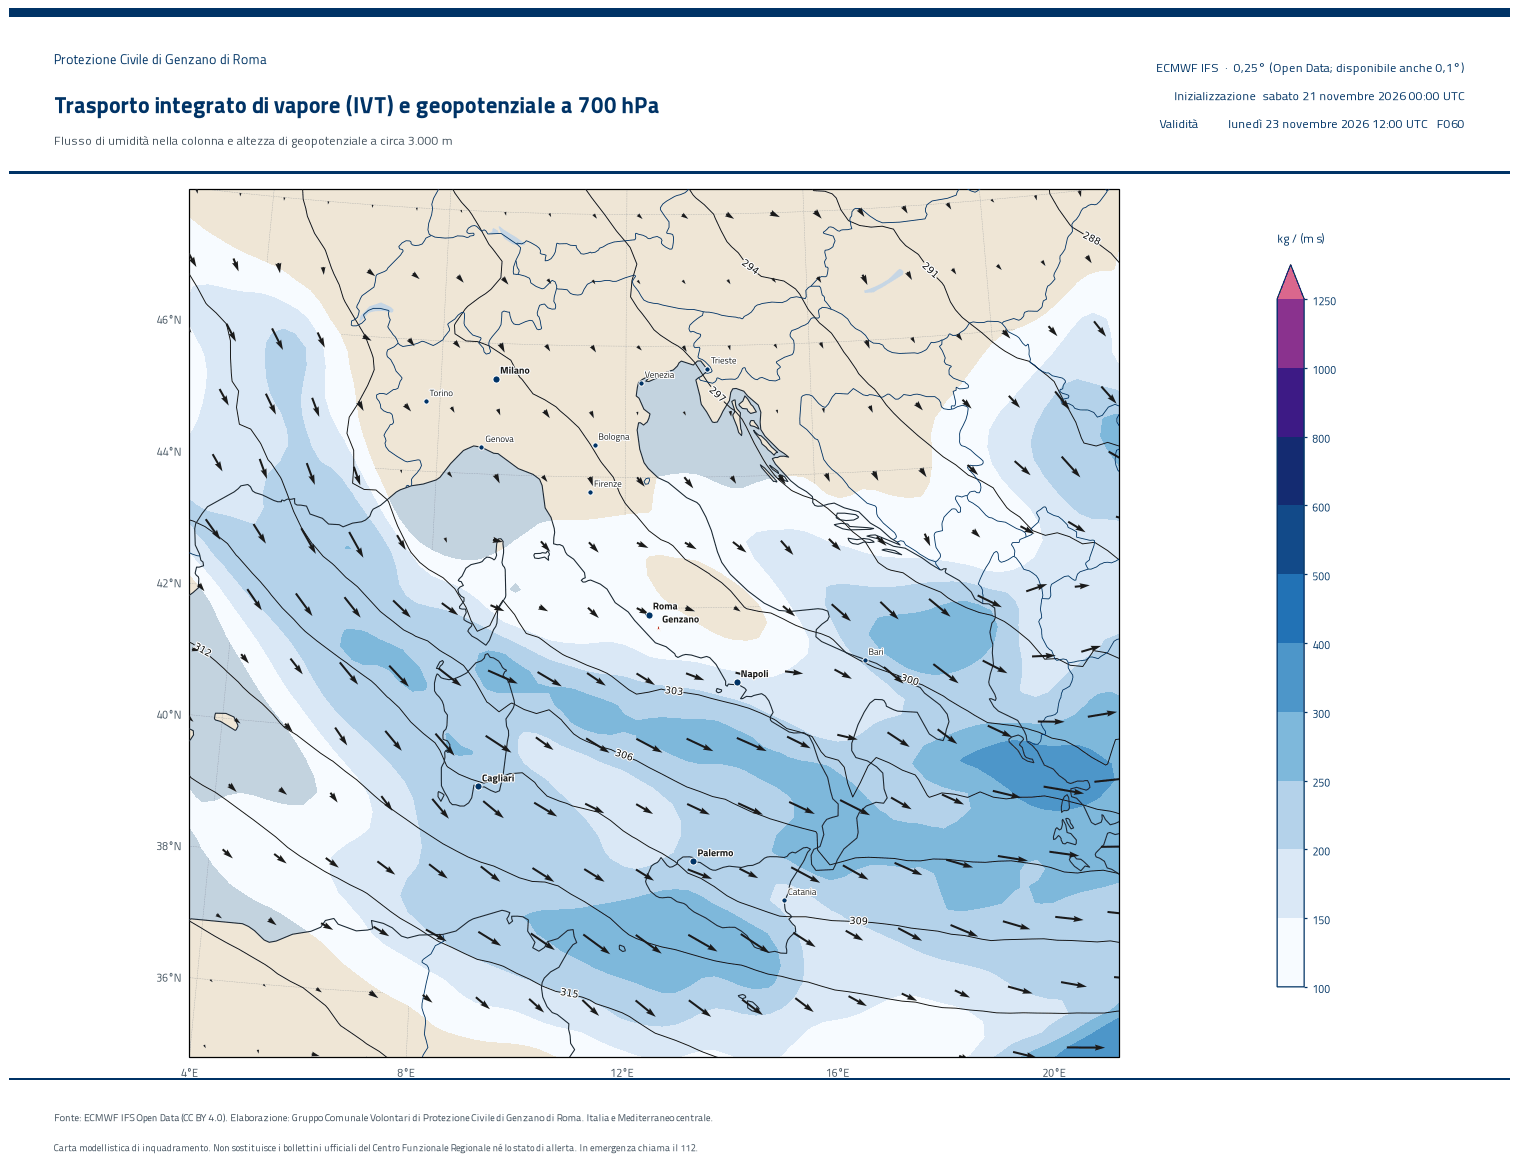 Protezione Civile di Genzano di Roma
Trasporto integrato di vapore (IVT) e geopotenziale a 700 hPa
Flusso di umidità nella colonna e altezza di geopotenziale a circa 3.000 m
ECMWF IFS · 0,25° (Open Data; disponibile anche 0,1°)
Inizializzazione sabato 21 novembre 2026 00:00 UTC
Validità lunedì 23 novembre 2026 12:00 UTC F060
kg / (m s)
1250
1000
800
600
500
400
300
250
200
150
100
288
291
294
297
300
303
306
309
312
315
46°N
44°N
42°N
40°N
38°N
36°N
4°E
8°E
12°E
16°E
20°E
Trieste
Venezia
Milano
Torino
Genova
Bologna
Firenze
Roma
Genzano
Bari
Napoli
Cagliari
Palermo
Catania
Fonte: ECMWF IFS Open Data (CC BY 4.0). Elaborazione: Gruppo Comunale Volontari di Protezione Civile di Genzano di Roma. Italia e Mediterraneo centrale.
Carta modellistica di inquadramento. Non sostituisce i bollettini ufficiali del Centro Funzionale Regionale né lo stato di allerta. In emergenza chiama il 112.